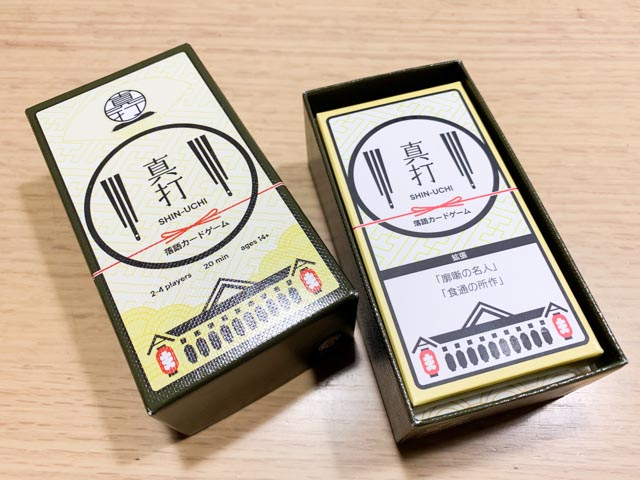 真打
真打
SHIN-UCHI
落語カードゲーム
2-4 players
20 min
ages 14+
真打
SHIN-UCHI
落語カードゲーム
拡張
「廓噺の名人」
「食通の所作」